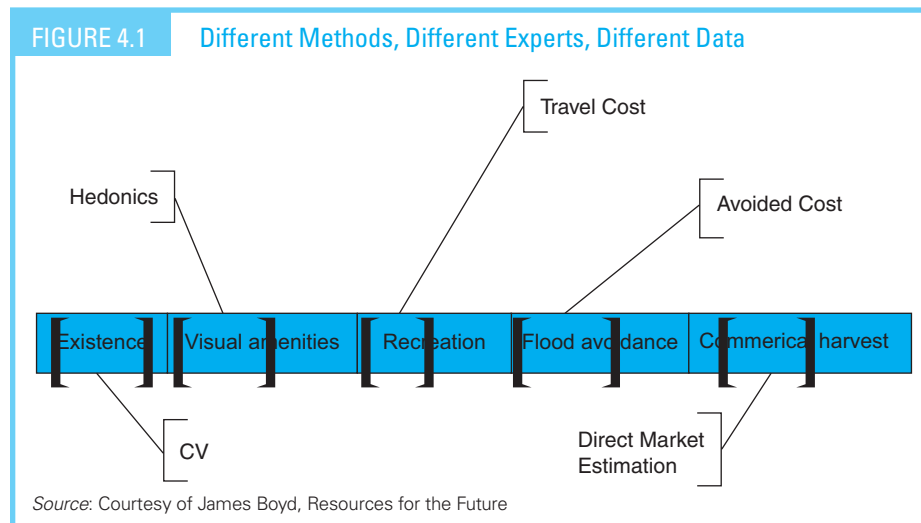 FIGURE 4.1 Different Methods, Different Experts, Different Data
Travel Cost
Hedonics
Avoided Cost
Existence Visual amenities Recreation Flood avoidance Commerical harvest
CV
Direct Market
Estimation
Source: Courtesy of James Boyd, Resources for the Future